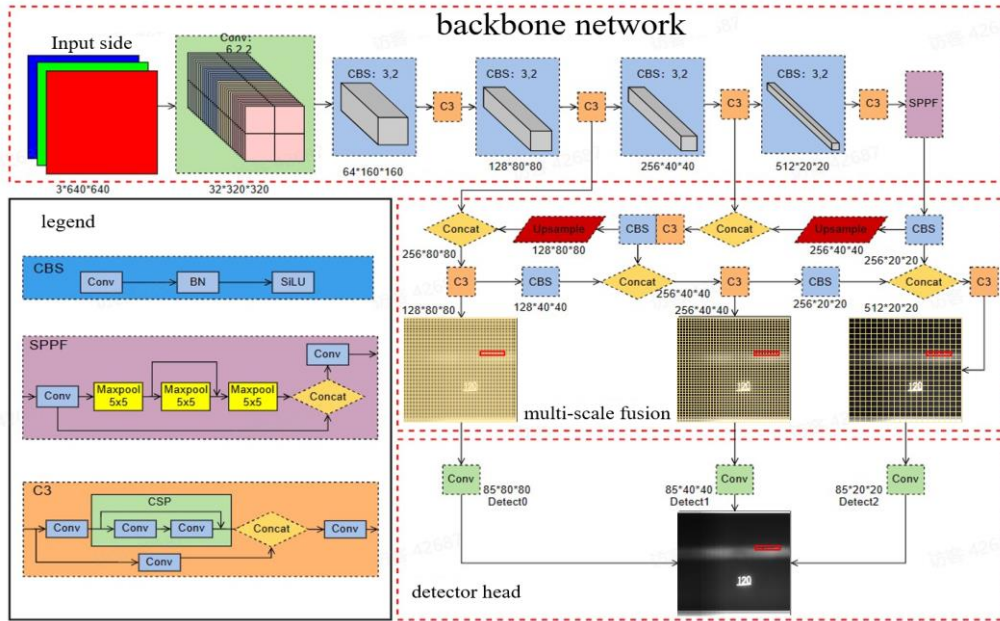 backbone network
Input side
Conv:
6,2,2
CBS: 3,2
CBS: 3,2
CBS: 3,2
CBS: 3,2
C3
C3
C3
C3
SPPF
3*640*640
32*320*320
64*160*160
128*80*80
256*40*40
512*20*20
legend
CBS
Conv
BN
SiLU
SPPF
Conv
Maxpool
5x5
Maxpool
5x5
Maxpool
5x5
Concat
Conv
C3
CSP
Conv
Conv
Conv
Concat
Conv
Conv
Concat
Upsample
CBS
C3
Concat
Upsample
CBS
256*80*80
128*80*80
256*40*40
256*20*20
C3
CBS
Concat
C3
CBS
Concat
C3
128*80*80
128*40*40
256*40*40
256*40*40
256*20*20
512*20*20
120
120
120
multi-scale fusion
Conv
85*80*80
Detect0
Conv
85*40*40
Detect1
Conv
85*20*20
Detect2
120
detector head